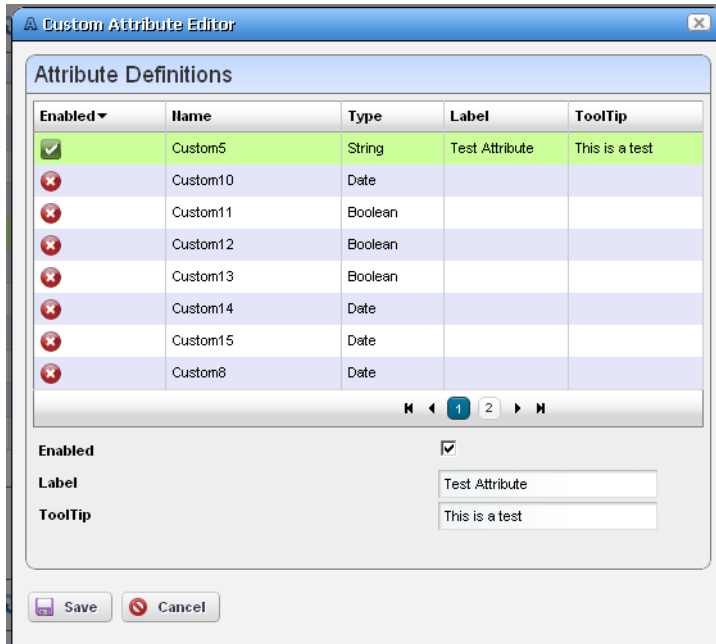 Custom Attribute Editor
Attribute Definitions
Enabled Name Type Label ToolTip
Custom5 String Test Attribute This is a test
Custom10 Date
Custom11 Boolean
Custom12 Boolean
Custom13 Boolean
Custom14 Date
Custom15 Date
Custom8 Date
1 2
Enabled
Label Test Attribute
ToolTip This is a test
Save Cancel